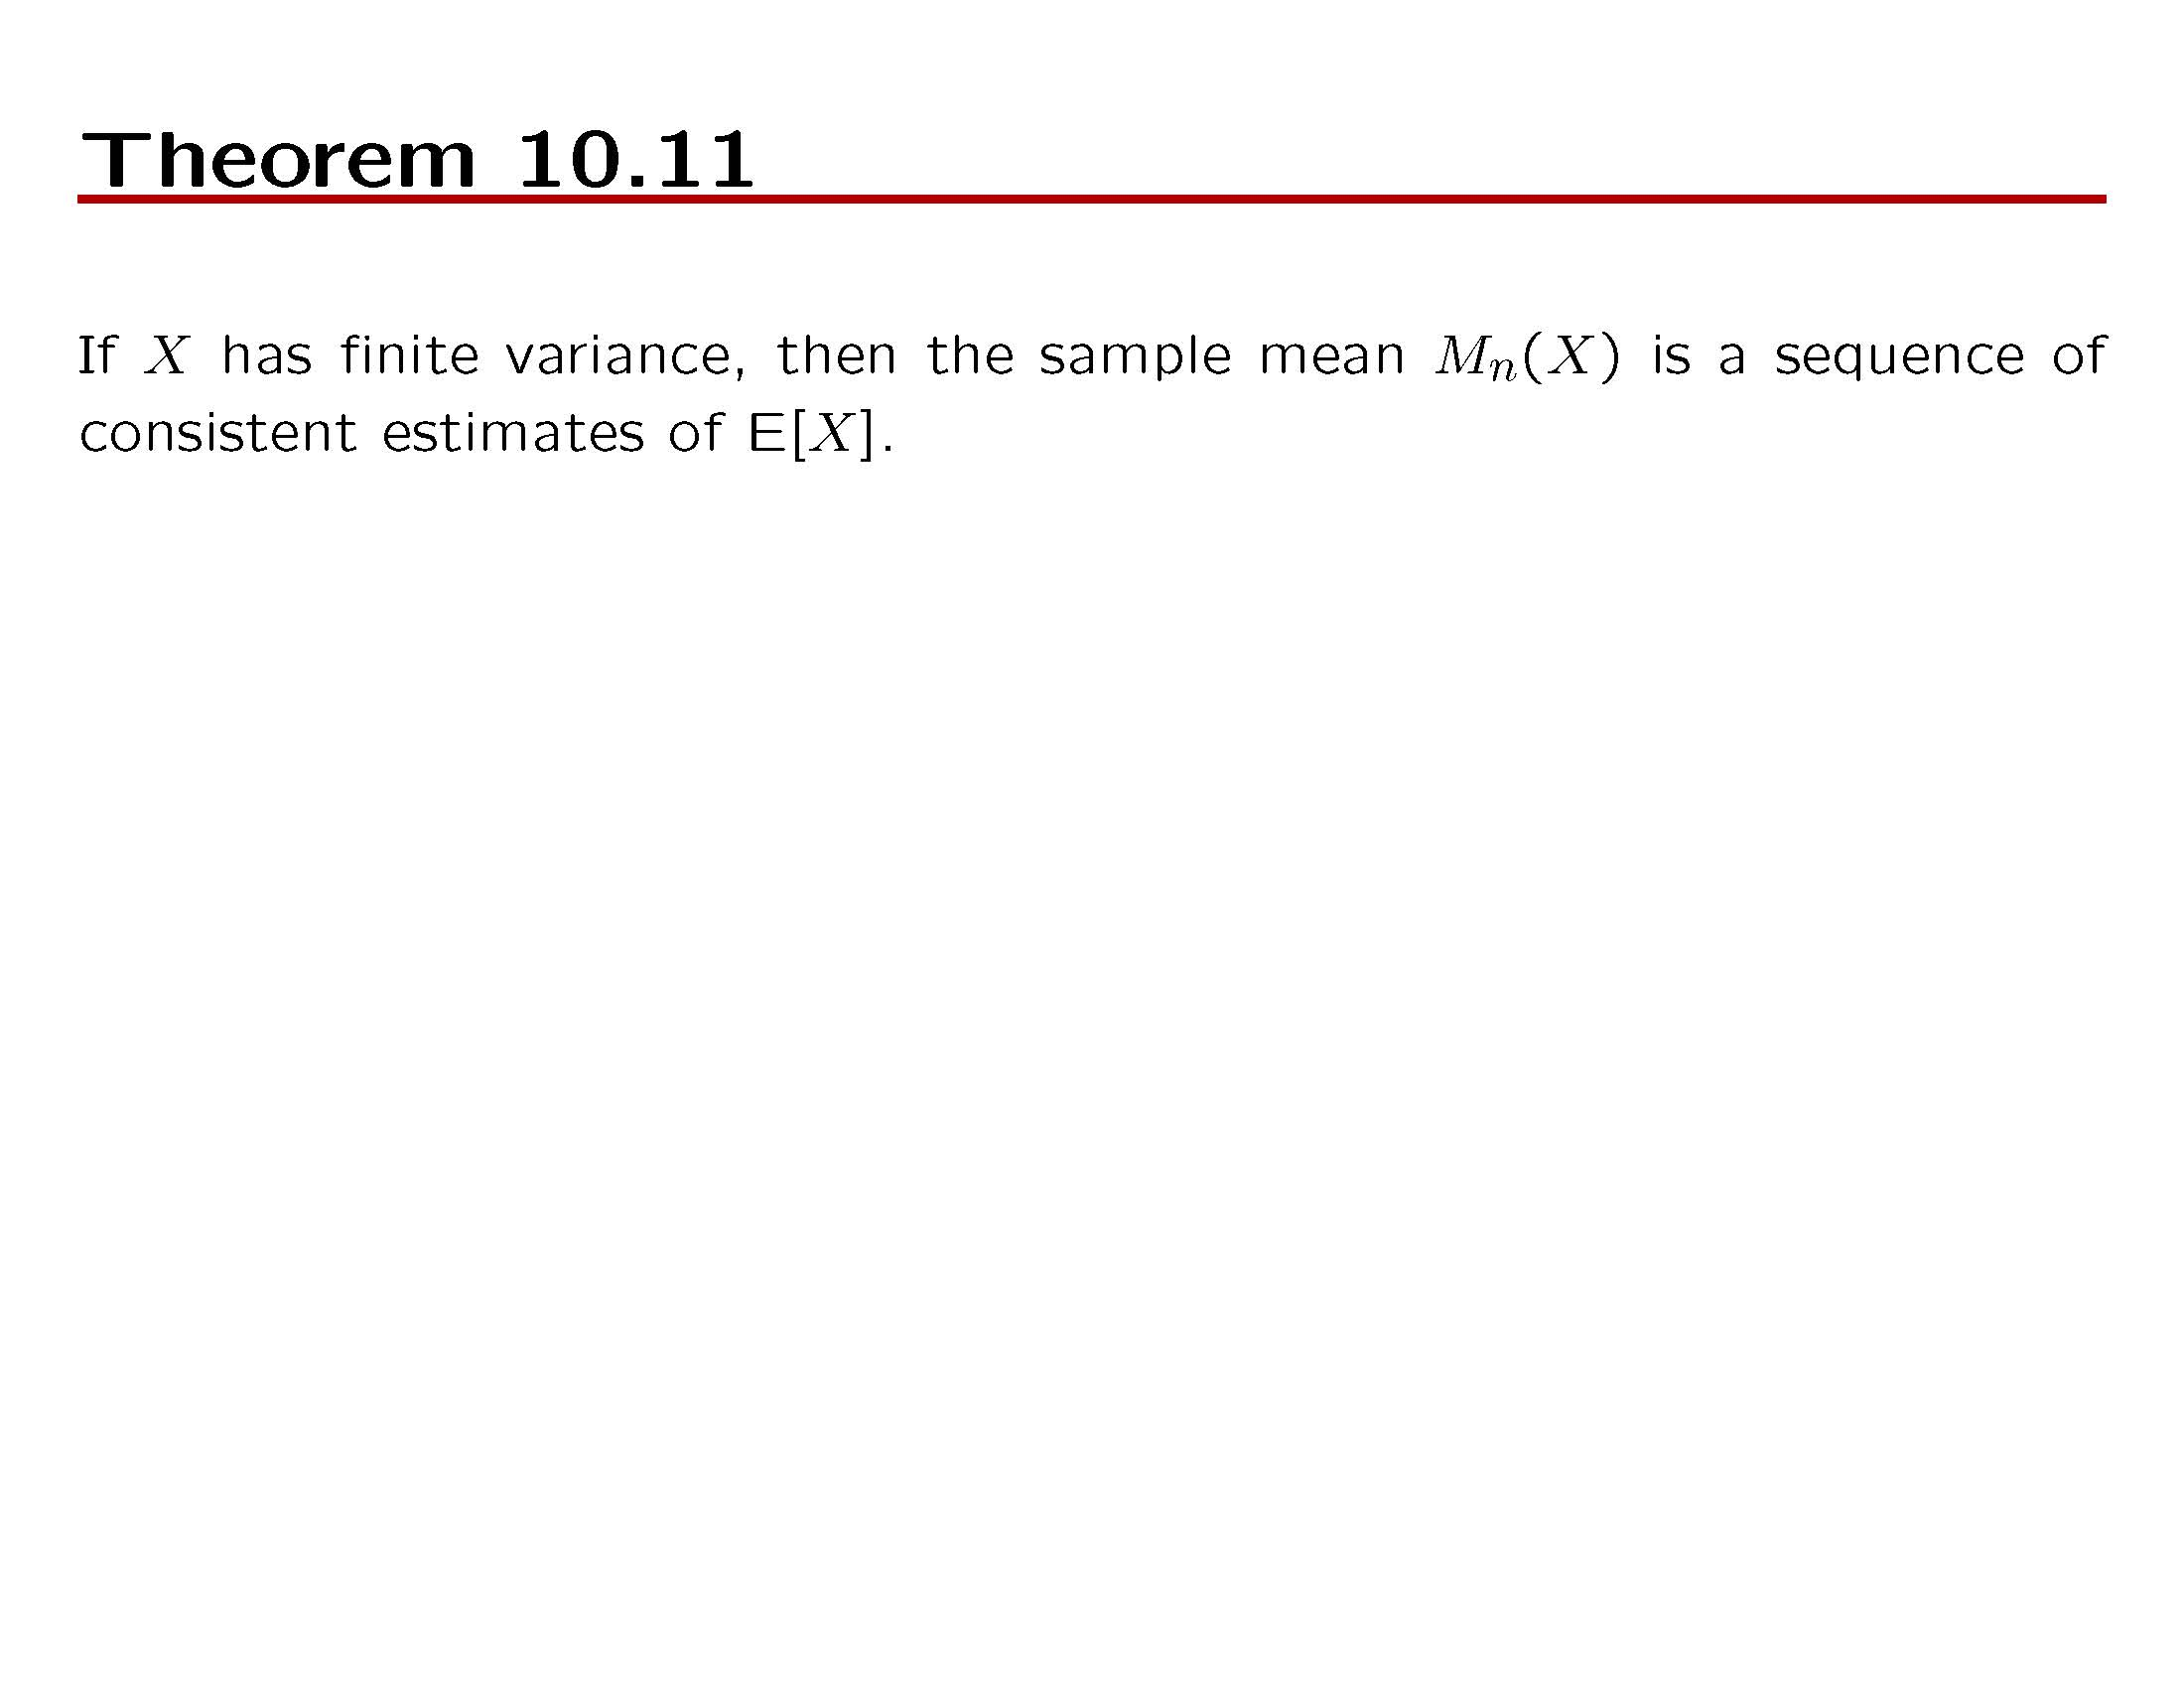 Theorem 10.11
If X has finite variance, then the sample mean Mn(X) is a sequence of
consistent estimates of E[X].